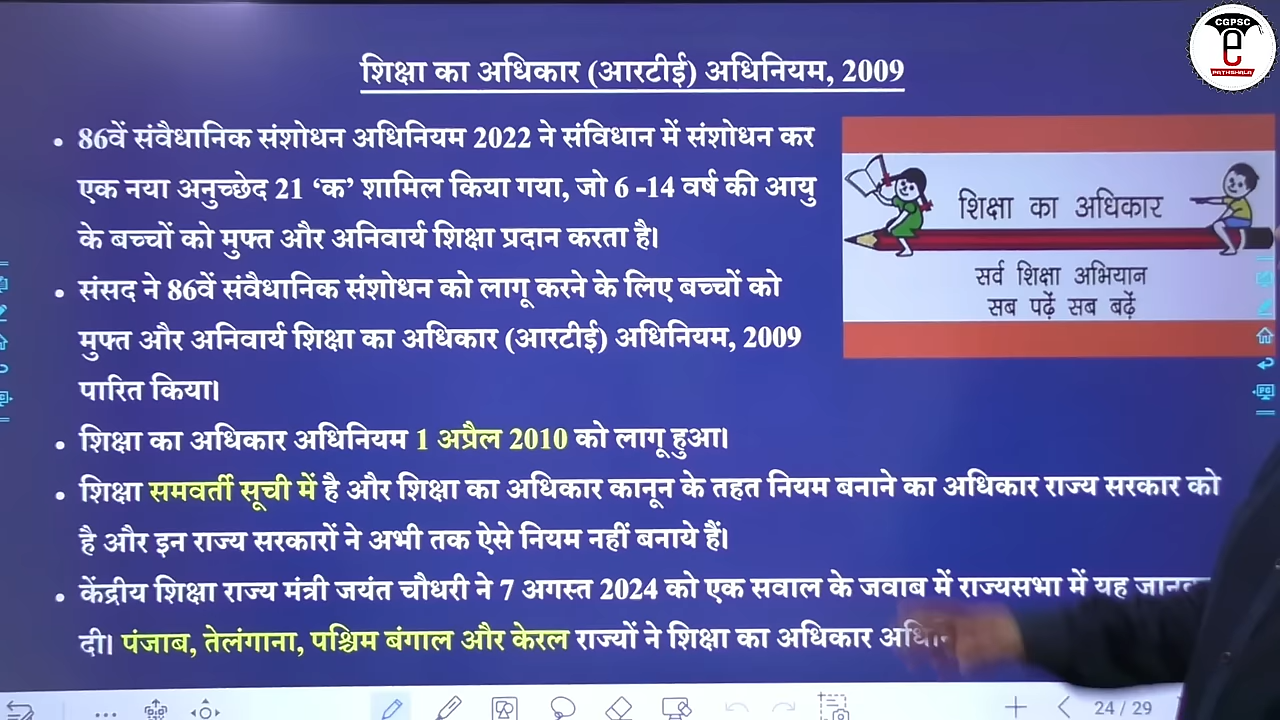 CGPSC
e
PATHSHALA
शिक्षा का अधिकार (आरटीई) अधिनियम, 2009
• 86वें संवैधानिक संशोधन अधिनियम 2022 ने संविधान में संशोधन कर
एक नया अनुच्छेद 21 ‘क’ शामिल किया गया, जो 6 -14 वर्ष की आयु
के बच्चों को मुफ्त और अनिवार्य शिक्षा प्रदान करता है।
शिक्षा का अधिकार
सर्व शिक्षा अभियान
सब पढ़ें सब बढ़ें
• संसद ने 86वें संवैधानिक संशोधन को लागू करने के लिए बच्चों को
मुफ्त और अनिवार्य शिक्षा का अधिकार (आरटीई) अधिनियम, 2009
पारित किया।
• शिक्षा का अधिकार अधिनियम 1 अप्रैल 2010 को लागू हुआ।
• शिक्षा समवर्ती सूची में है और शिक्षा का अधिकार कानून के तहत नियम बनाने का अधिकार राज्य सरकार को
है और इन राज्य सरकारों ने अभी तक ऐसे नियम नहीं बनाये हैं।
• केंद्रीय शिक्षा राज्य मंत्री जयंत चौधरी ने 7 अगस्त 2024 को एक सवाल के जवाब में राज्यसभा में यह
दी। पंजाब, तेलंगाना, पश्चिम बंगाल और केरल राज्यों ने शिक्षा का अधिकार
24 / 29